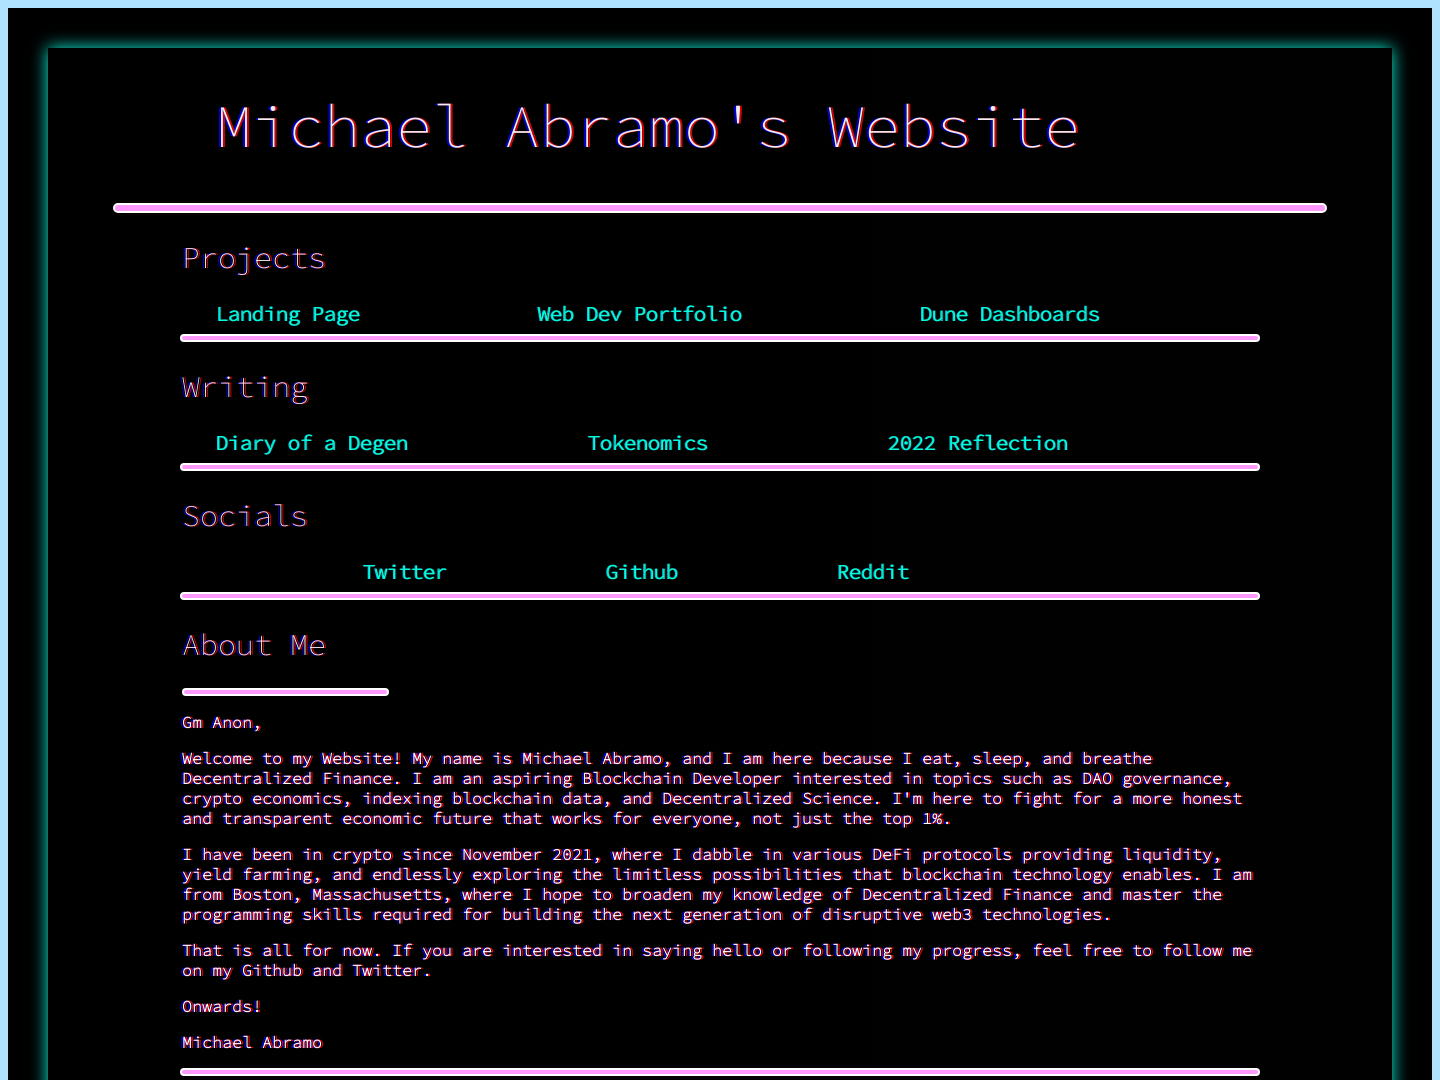 Michael Abramo's Website
Projects
Landing Page Web Dev Portfolio Dune Dashboards
Writing
Diary of a Degen Tokenomics 2022 Reflection
Socials
Twitter Github Reddit
About Me
Gm Anon,
Welcome to my Website! My name is Michael Abramo, and I am here because I eat, sleep, and breathe
Decentralized Finance. I am an aspiring Blockchain Developer interested in topics such as DAO governance,
crypto economics, indexing blockchain data, and Decentralized Science. I'm here to fight for a more honest
and transparent economic future that works for everyone, not just the top 1%.
I have been in crypto since November 2021, where I dabble in various DeFi protocols providing liquidity,
yield farming, and endlessly exploring the limitless possibilities that blockchain technology enables. I am
from Boston, Massachusetts, where I hope to broaden my knowledge of Decentralized Finance and master the
programming skills required for building the next generation of disruptive web3 technologies.
That is all for now. If you are interested in saying hello or following my progress, feel free to follow me
on my Github and Twitter.
Onwards!
Michael Abramo